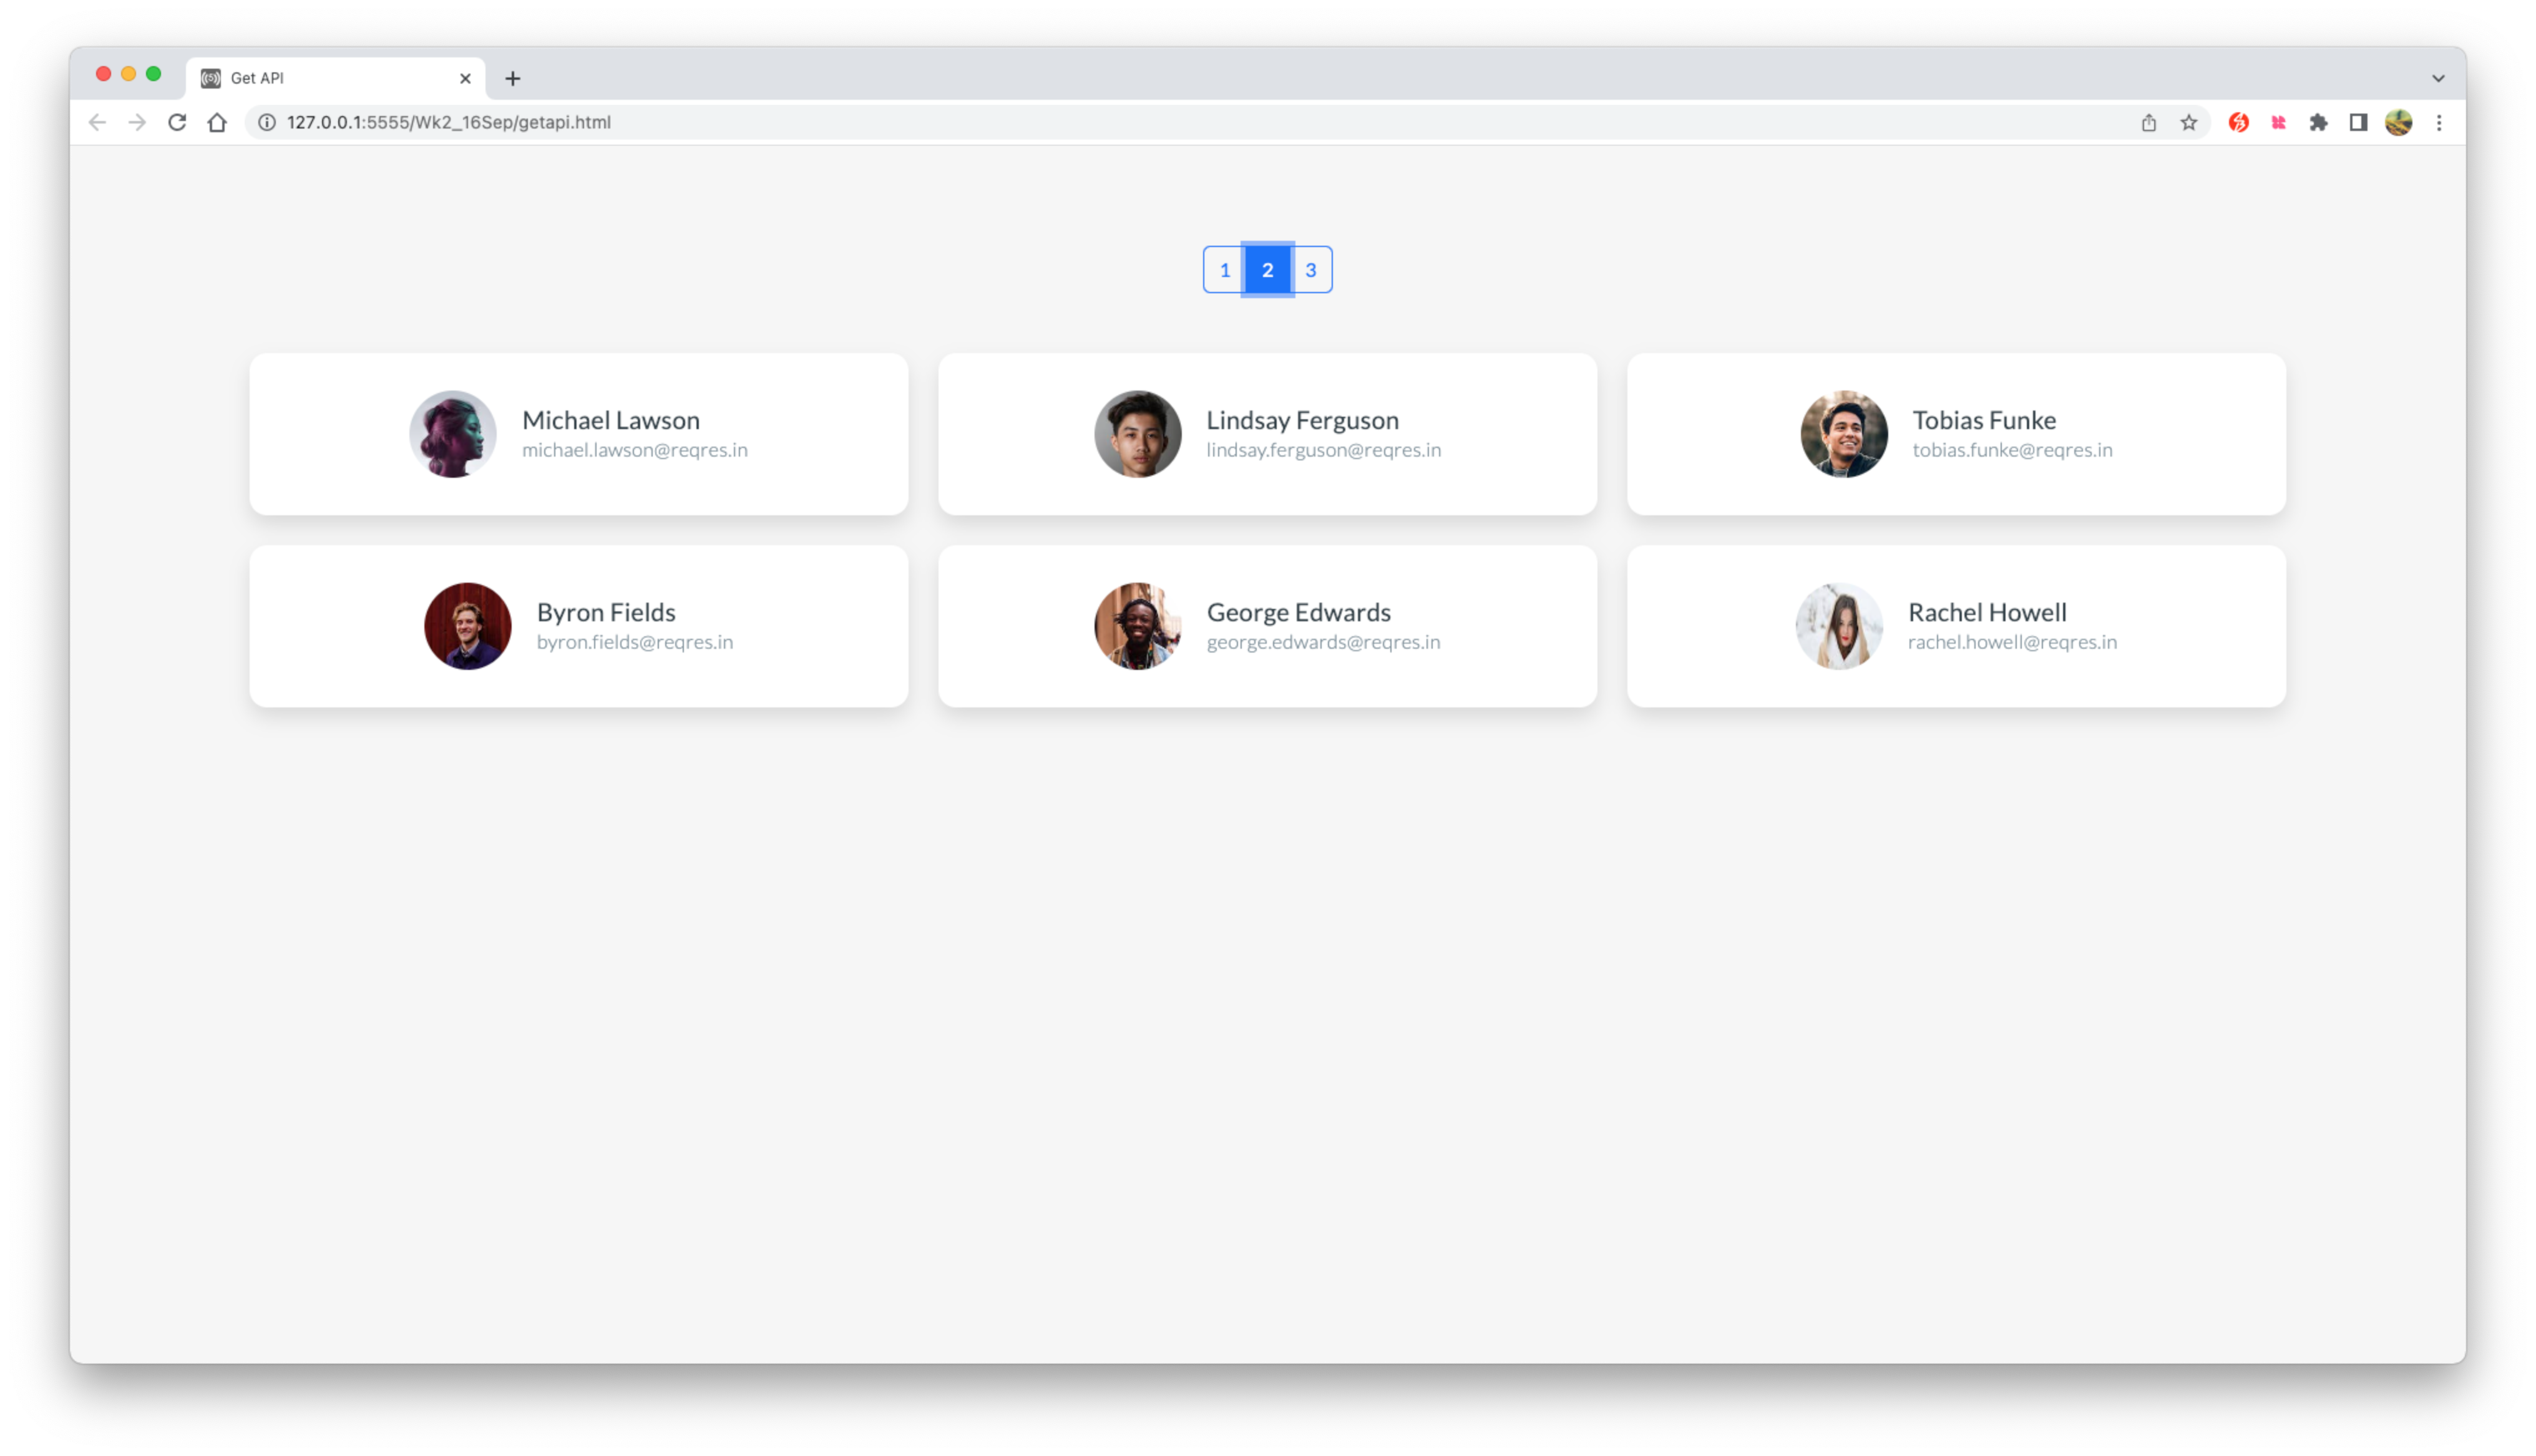 Get API
127.0.0.1:5555/Wk2_16Sep/getapi.html
1 2 3
Michael Lawson
michael.lawson@reqres.in
Lindsay Ferguson
lindsay.ferguson@reqres.in
Tobias Funke
tobias.funke@reqres.in
Byron Fields
byron.fields@reqres.in
George Edwards
george.edwards@reqres.in
Rachel Howell
rachel.howell@reqres.in